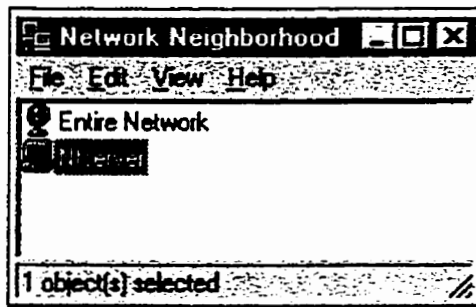 Network Neighborhood
File Edit View Help
Entire Network
1 object(s) selected